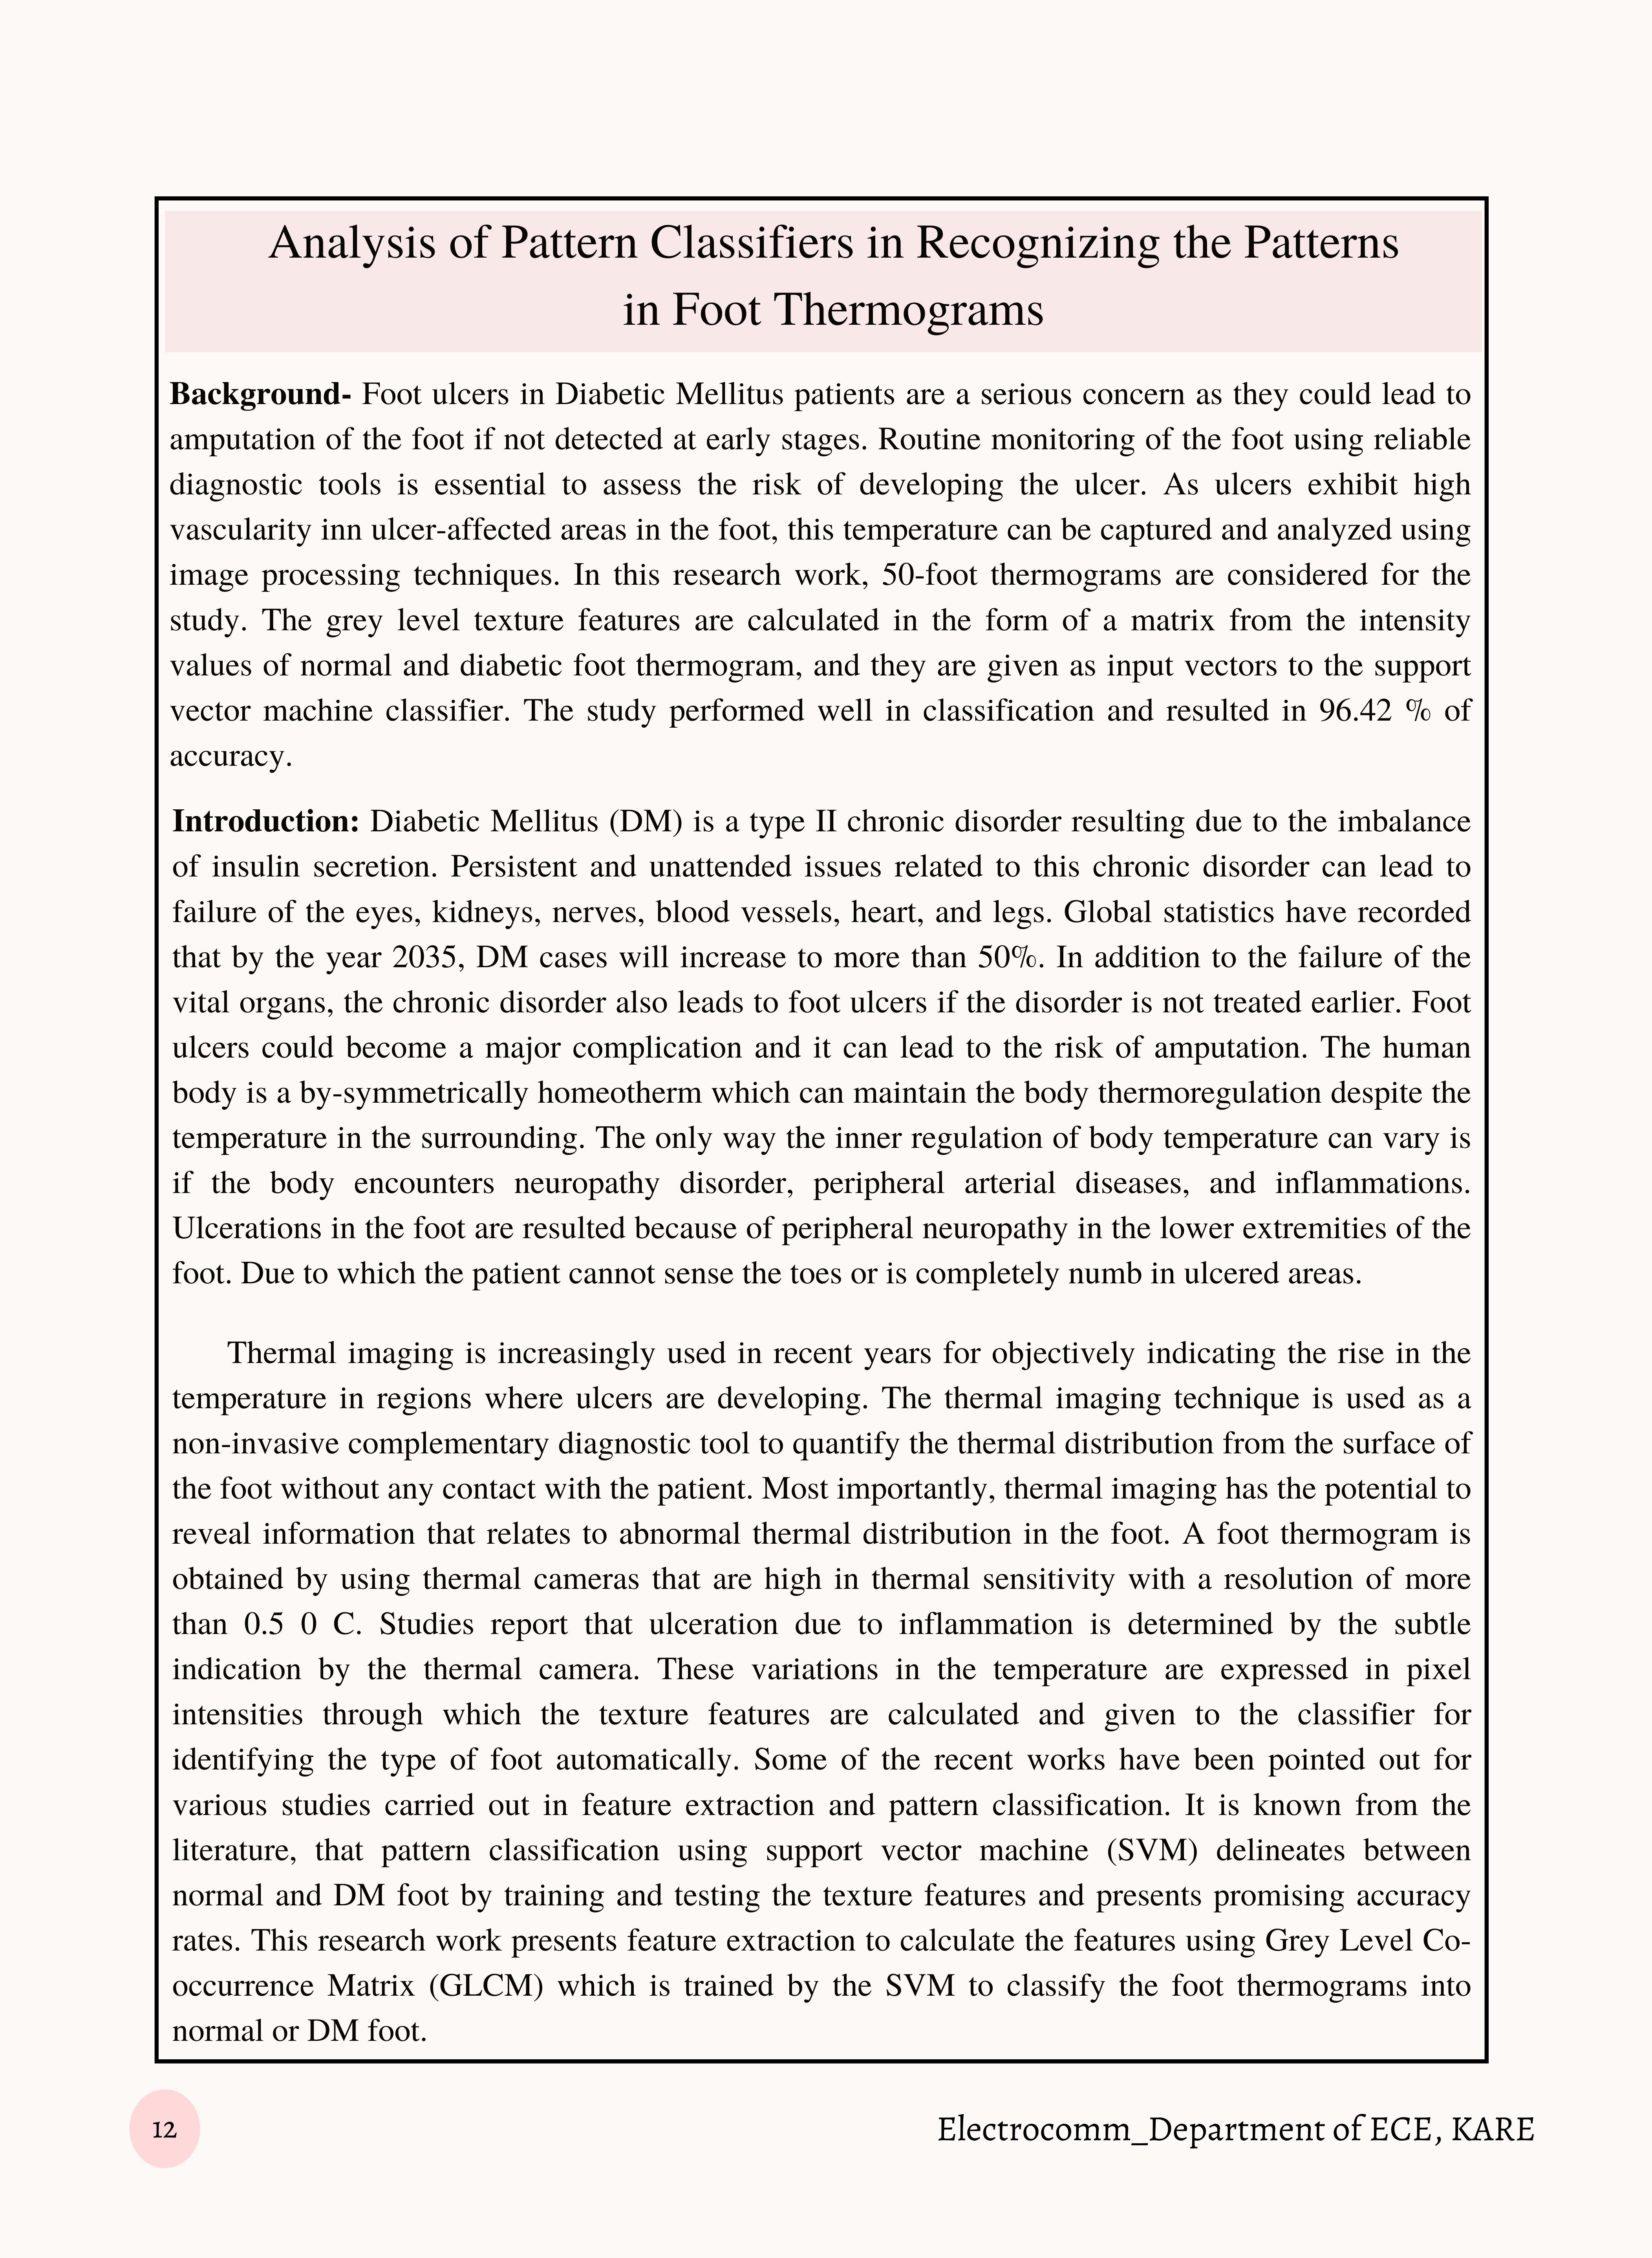 Analysis of Pattern Classifiers in Recognizing the Patterns
in Foot Thermograms
Background- Foot ulcers in Diabetic Mellitus patients are a serious concern as they could lead to
amputation of the foot if not detected at early stages. Routine monitoring of the foot using reliable
diagnostic tools is essential to assess the risk of developing the ulcer. As ulcers exhibit high
vascularity inn ulcer-affected areas in the foot, this temperature can be captured and analyzed using
image processing techniques. In this research work, 50-foot thermograms are considered for the
study. The grey level texture features are calculated in the form of a matrix from the intensity
values of normal and diabetic foot thermogram, and they are given as input vectors to the support
vector machine classifier. The study performed well in classification and resulted in 96.42 % of
accuracy.
Introduction: Diabetic Mellitus (DM) is a type II chronic disorder resulting due to the imbalance
of insulin secretion. Persistent and unattended issues related to this chronic disorder can lead to
failure of the eyes, kidneys, nerves, blood vessels, heart, and legs. Global statistics have recorded
that by the year 2035, DM cases will increase to more than 50%. In addition to the failure of the
vital organs, the chronic disorder also leads to foot ulcers if the disorder is not treated earlier. Foot
ulcers could become a major complication and it can lead to the risk of amputation. The human
body is a by-symmetrically homeotherm which can maintain the body thermoregulation despite the
temperature in the surrounding. The only way the inner regulation of body temperature can vary is
if the body encounters neuropathy disorder, peripheral arterial diseases, and inflammations.
Ulcerations in the foot are resulted because of peripheral neuropathy in the lower extremities of the
foot. Due to which the patient cannot sense the toes or is completely numb in ulcered areas.
Thermal imaging is increasingly used in recent years for objectively indicating the rise in the
temperature in regions where ulcers are developing. The thermal imaging technique is used as a
non-invasive complementary diagnostic tool to quantify the thermal distribution from the surface of
the foot without any contact with the patient. Most importantly, thermal imaging has the potential to
reveal information that relates to abnormal thermal distribution in the foot. A foot thermogram is
obtained by using thermal cameras that are high in thermal sensitivity with a resolution of more
than 0.5 0 C. Studies report that ulceration due to inflammation is determined by the subtle
indication by the thermal camera. These variations in the temperature are expressed in pixel
intensities through which the texture features are calculated and given to the classifier for
identifying the type of foot automatically. Some of the recent works have been pointed out for
various studies carried out in feature extraction and pattern classification. It is known from the
literature, that pattern classification using support vector machine (SVM) delineates between
normal and DM foot by training and testing the texture features and presents promising accuracy
rates. This research work presents feature extraction to calculate the features using Grey Level Co-
occurrence Matrix (GLCM) which is trained by the SVM to classify the foot thermograms into
normal or DM foot.
12
Electrocomm_Department of ECE, KARE